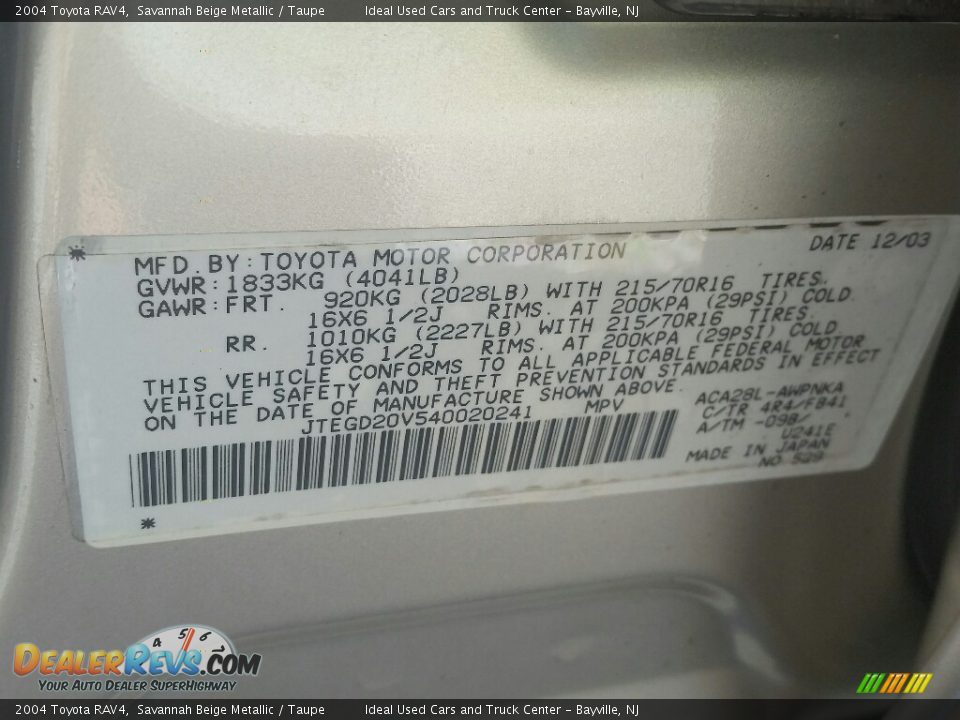 2004 Toyota RAV4, Savannah Beige Metallic / Taupe Ideal Used Cars and Truck Center - Bayville, NJ
DATE 12/03
MFD.BY:TOYOTA MOTOR CORPORATION
GVWR:1833KG (4041LB)
GAWR:FRT. 920KG (2028LB) WITH 215/70R16 TIRES.
16X6 1/2J RIMS. AT 200KPA (29PSI) COLD.
RR. 1010KG (2227LB) WITH 215/70R16 TIRES.
16X6 1/2J RIMS. AT 200KPA (29PSI) COLD.
THIS VEHICLE CONFORMS TO ALL APPLICABLE FEDERAL MOTOR
VEHICLE SAFETY AND THEFT PREVENTION STANDARDS IN EFFECT
ON THE DATE OF MANUFACTURE SHOWN ABOVE.
JTEGD20V540020241 MPV
ACA28L-AWPNKA
C/TR 4R4/FB41
A/TM -09B/
U241E
MADE IN JAPAN
NO 529
4 5 6
DEALERREVS.COM
YOUR AUTO DEALER SUPERHIGHWAY
2004 Toyota RAV4, Savannah Beige Metallic / Taupe Ideal Used Cars and Truck Center - Bayville, NJ